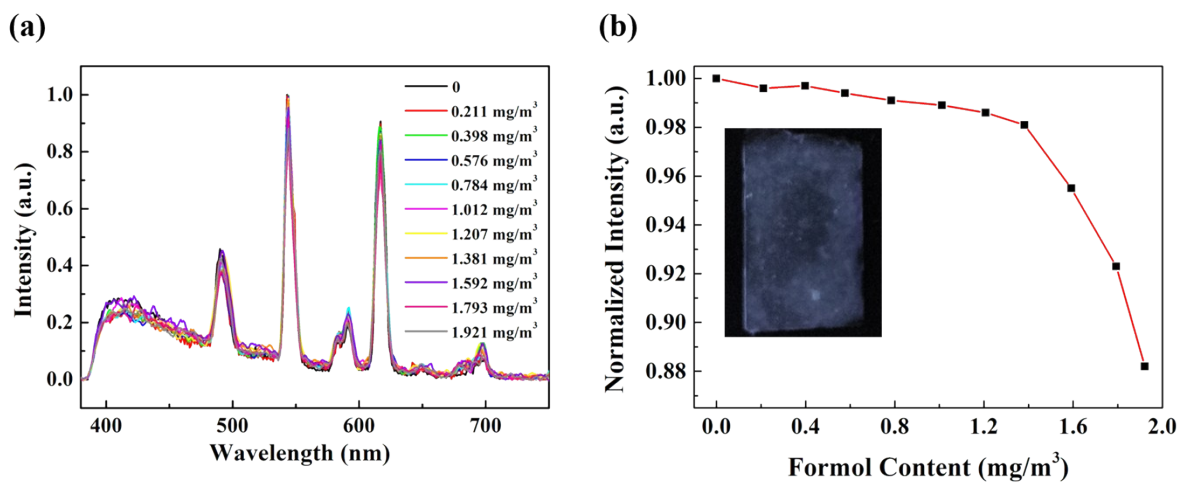 (a)
(b)
1.0
0.8
0.6
0.4
0.2
0.0
Intensity (a.u.)
400
500
600
700
Wavelength (nm)
0
0.211 mg/m³
0.398 mg/m³
0.576 mg/m³
0.784 mg/m³
1.012 mg/m³
1.207 mg/m³
1.381 mg/m³
1.592 mg/m³
1.793 mg/m³
1.921 mg/m³
1.00
0.98
0.96
0.94
0.92
0.90
0.88
Normalized Intensity (a.u.)
0.0
0.4
0.8
1.2
1.6
2.0
Formol Content (mg/m³)